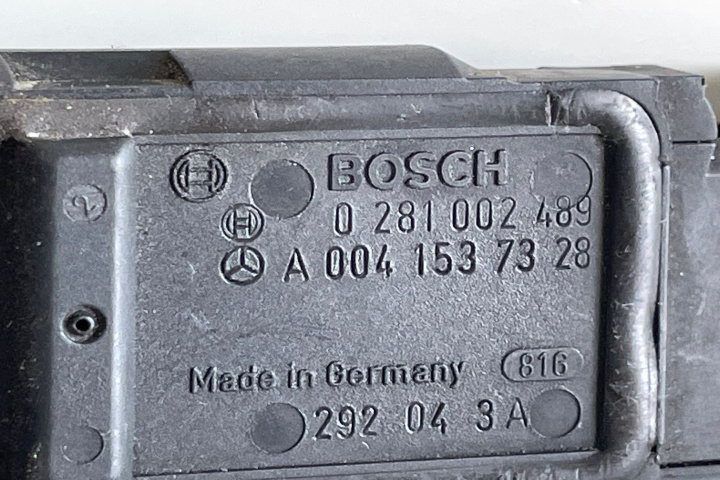 BOSCH
0 281 002 489
A 004 153 73 28
Made in Germany 816
292 04 3A